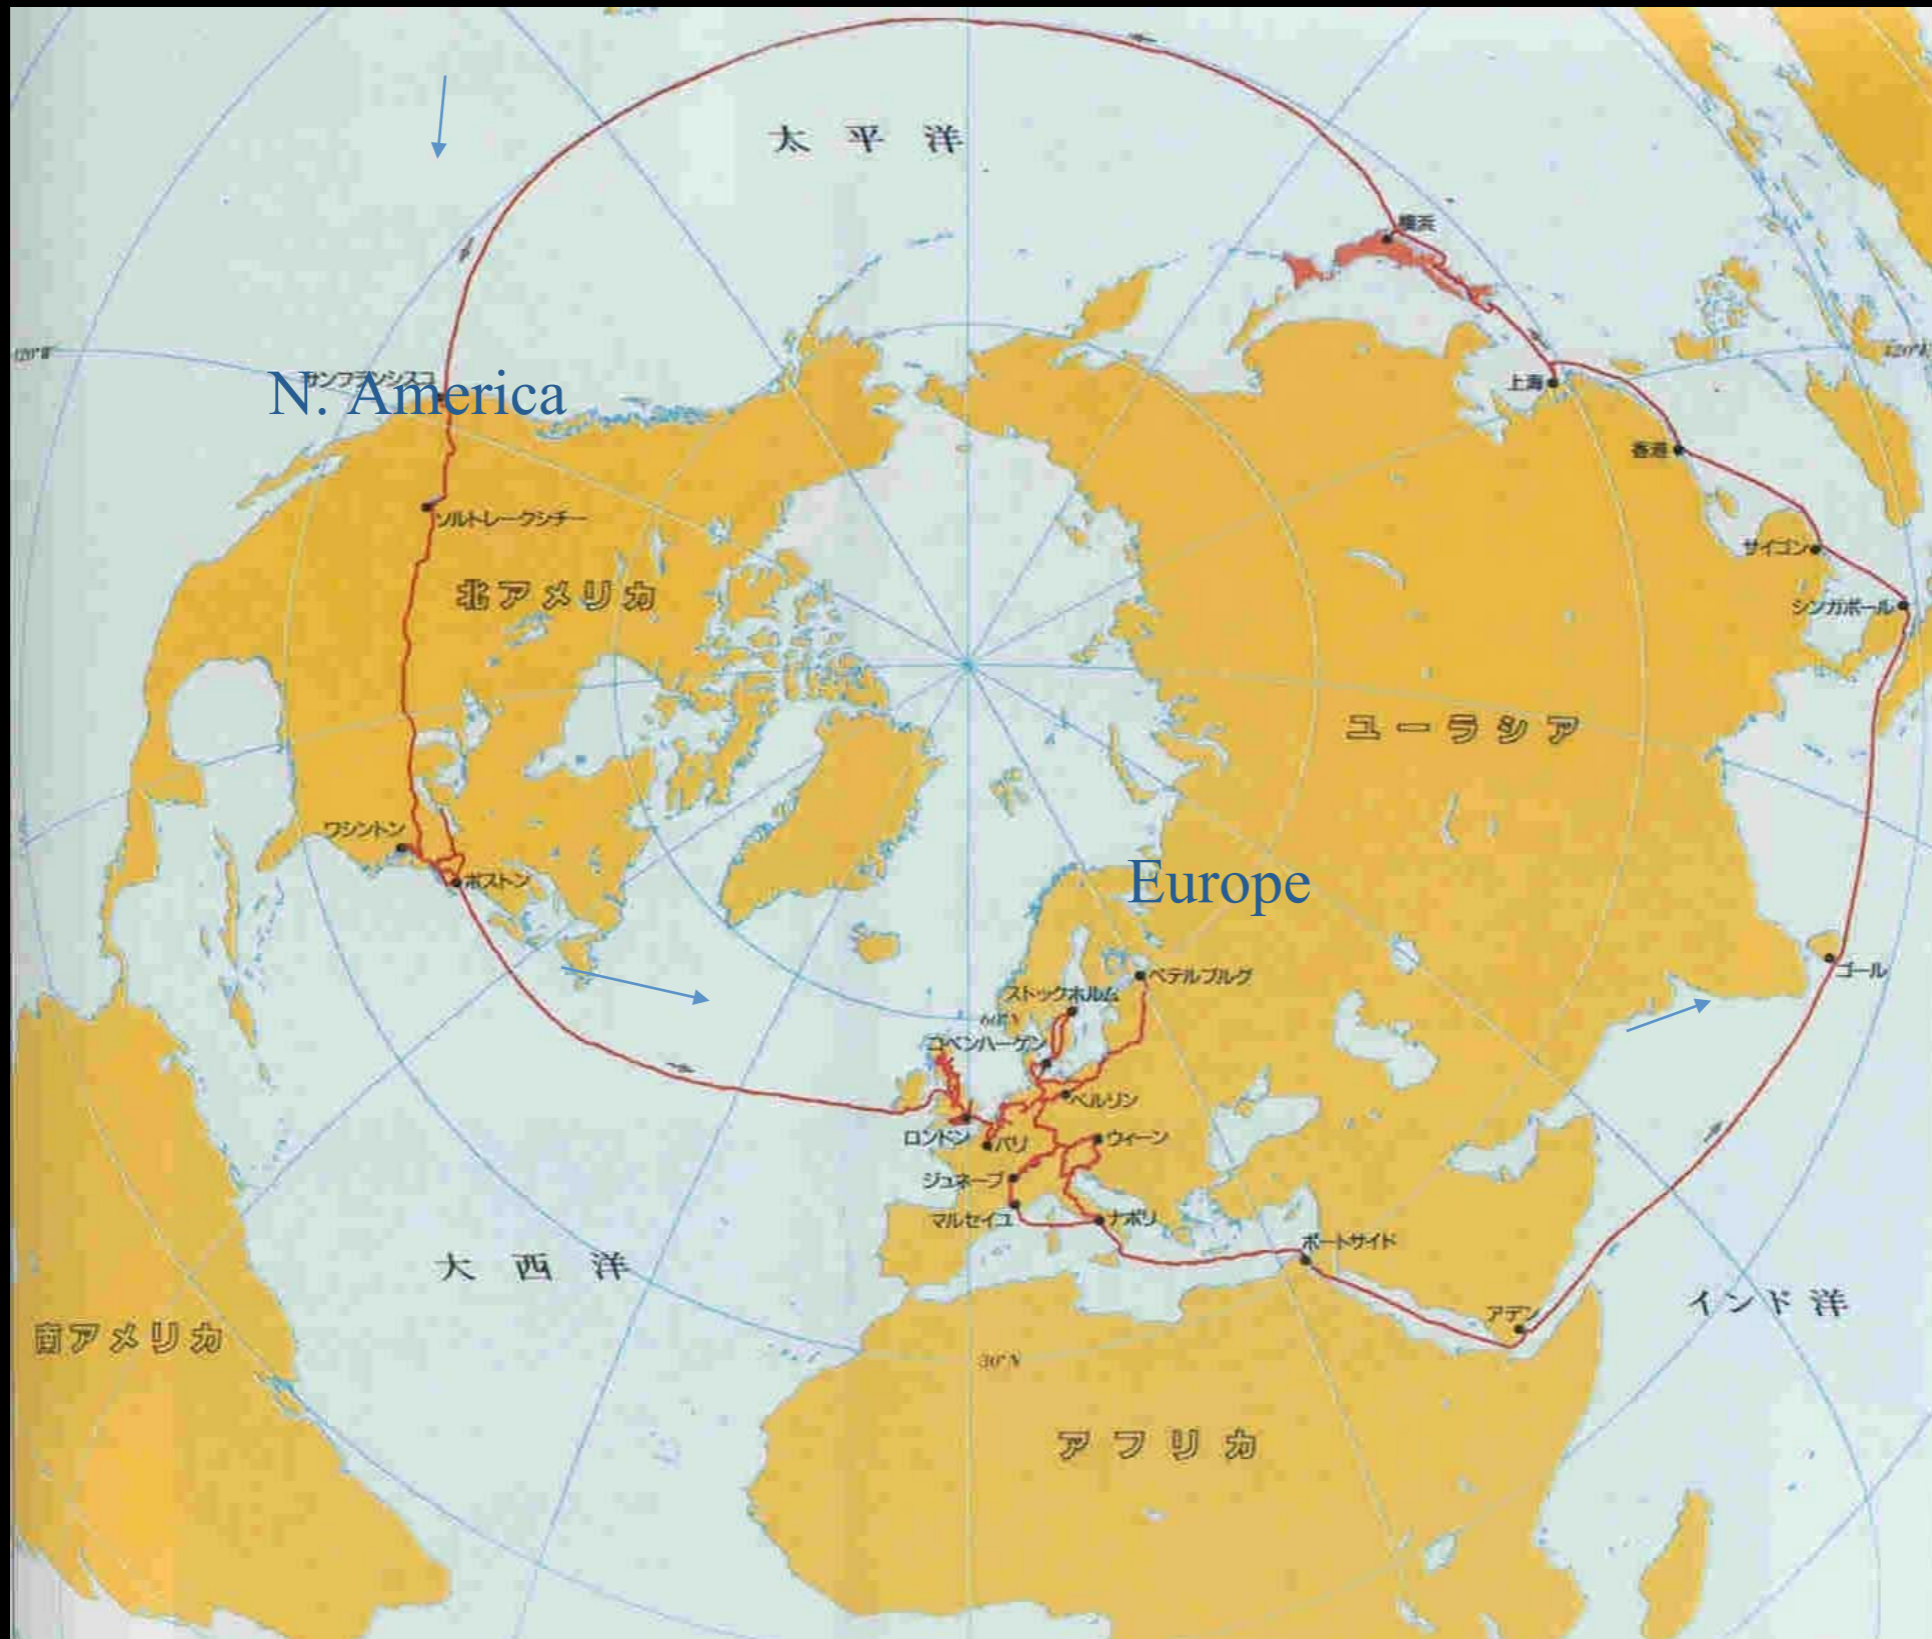 太平洋
横浜
120°W
120°E
サンフランシスコ
N. America
上海
香港
ソルトレークシチー
サイゴン
北アメリカ
シンガポール
ユーラシア
ワシントン
ボストン
Europe
ゴール
ペテルブルグ
ストックホルム
60°N
コペンハーゲン
ベルリン
ロンドン
パリ
ウィーン
ジュネーブ
マルセイユ
ナポリ
ポートサイド
大西洋
アデン
インド洋
南アメリカ
30°N
アフリカ